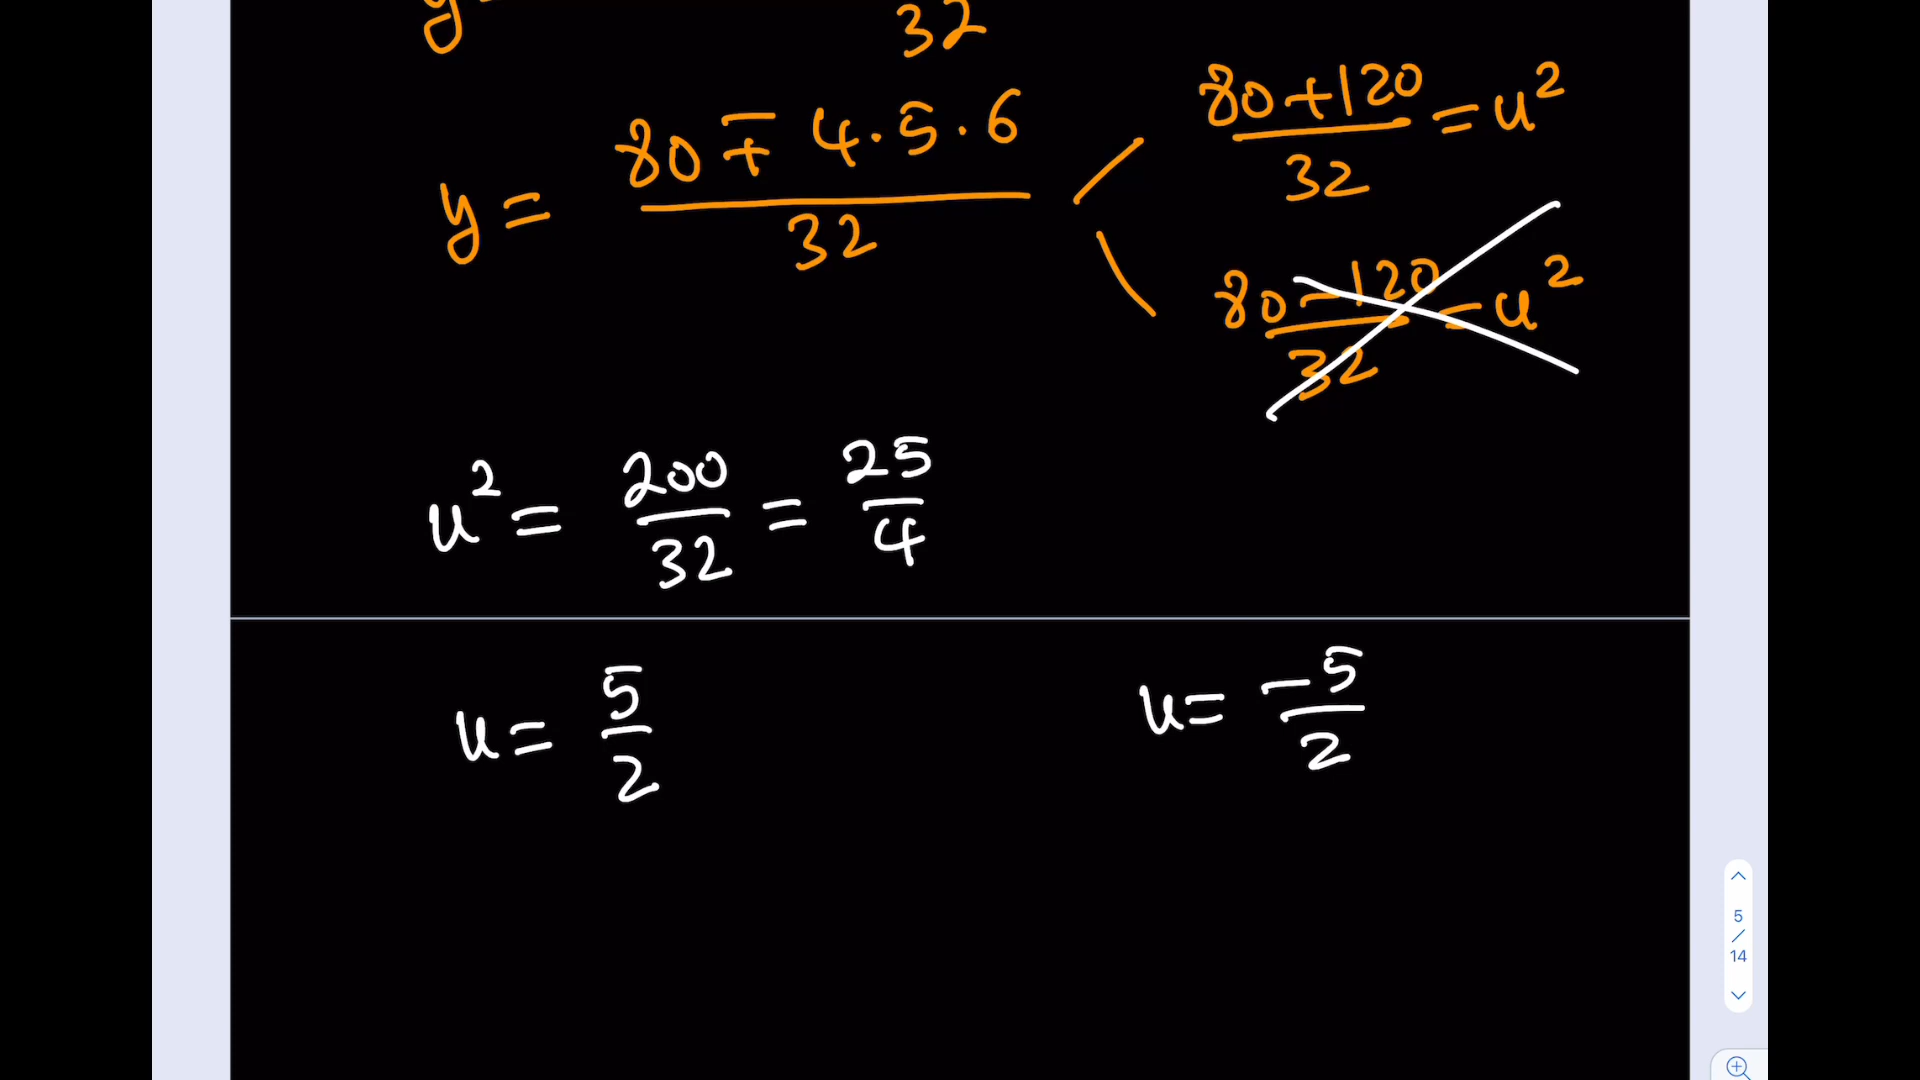 y=
32
y = (80 ∓ 4·5·6)/32
(80+120)/32 = u²
(80-120)/32 = u²
u² = 200/32 = 25/4
u = 5/2
u = -5/2
5
/
14